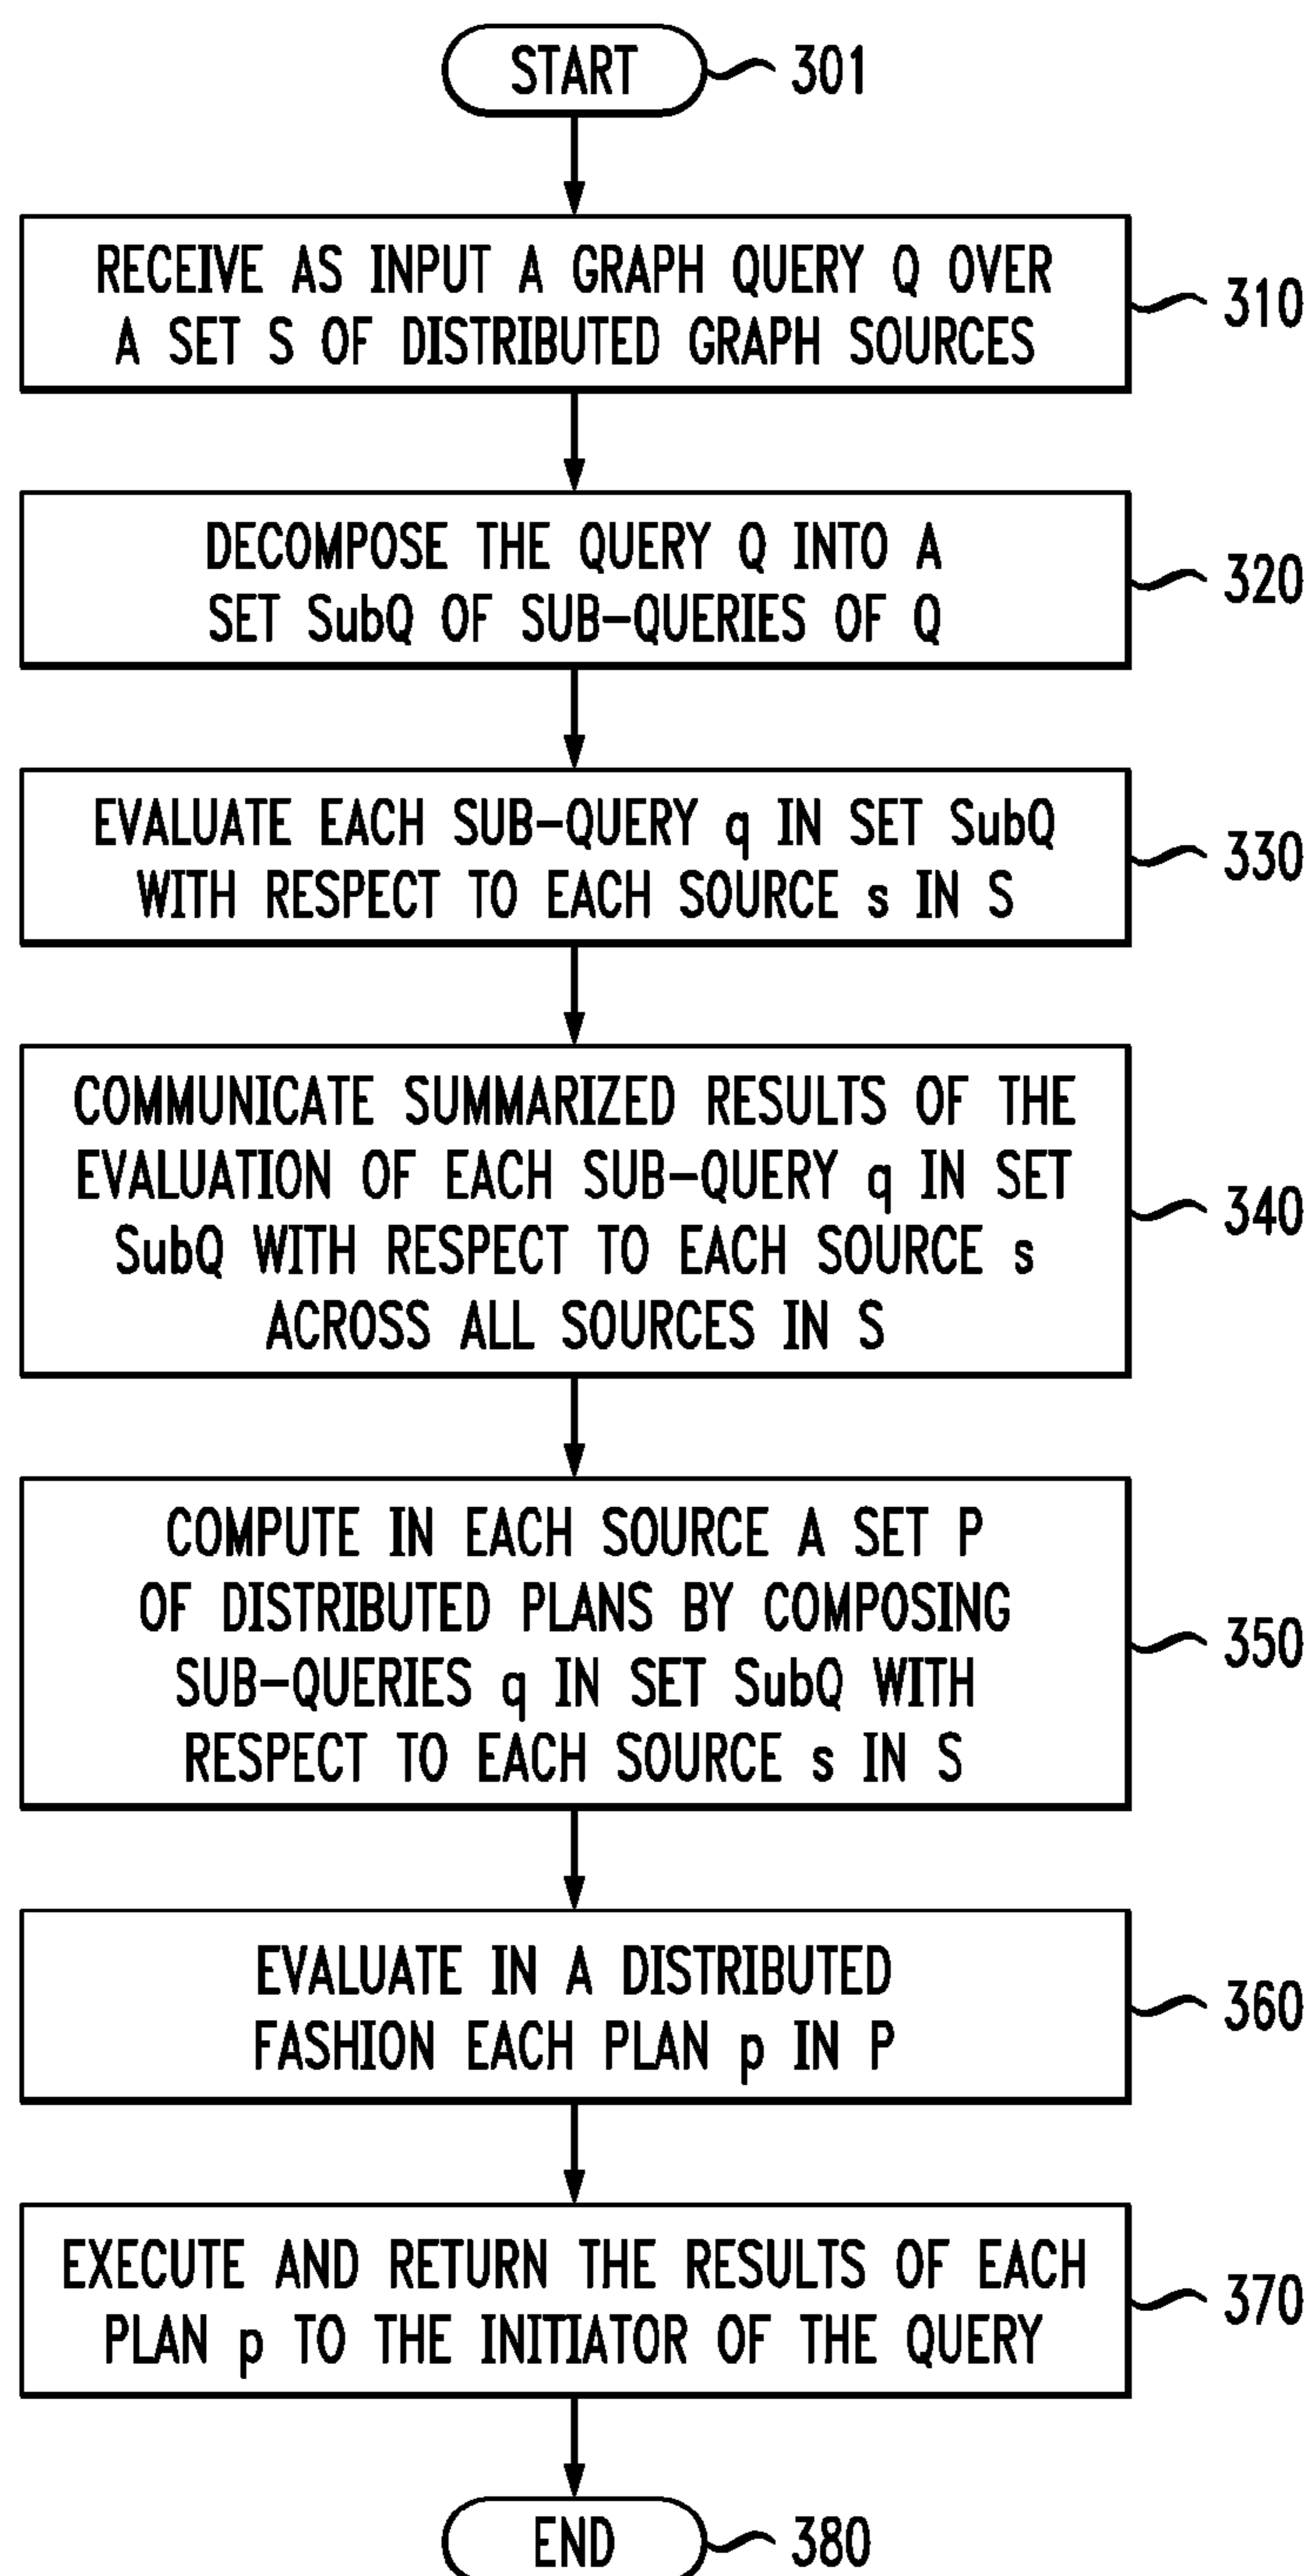 START 301
RECEIVE AS INPUT A GRAPH QUERY Q OVER
A SET S OF DISTRIBUTED GRAPH SOURCES
310
DECOMPOSE THE QUERY Q INTO A
SET SubQ OF SUB-QUERIES OF Q
320
EVALUATE EACH SUB-QUERY q IN SET SubQ
WITH RESPECT TO EACH SOURCE s IN S
330
COMMUNICATE SUMMARIZED RESULTS OF THE
EVALUATION OF EACH SUB-QUERY q IN SET
SubQ WITH RESPECT TO EACH SOURCE s
ACROSS ALL SOURCES IN S
340
COMPUTE IN EACH SOURCE A SET P
OF DISTRIBUTED PLANS BY COMPOSING
SUB-QUERIES q IN SET SubQ WITH
RESPECT TO EACH SOURCE s IN S
350
EVALUATE IN A DISTRIBUTED
FASHION EACH PLAN p IN P
360
EXECUTE AND RETURN THE RESULTS OF EACH
PLAN p TO THE INITIATOR OF THE QUERY
370
END 380